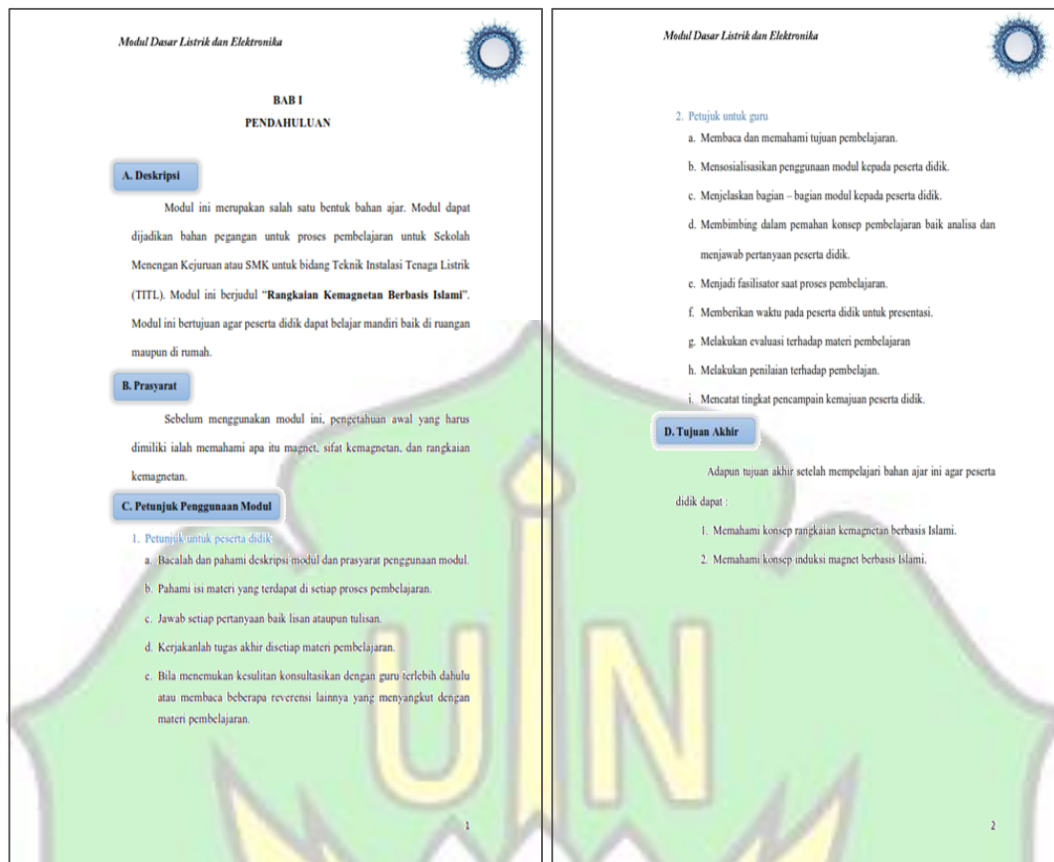 Modul Dasar Listrik dan Elektronika
BAB I
PENDAHULUAN
A. Deskripsi
Modul ini merupakan salah satu bentuk bahan ajar. Modul dapat
dijadikan bahan pegangan untuk proses pembelajaran untuk Sekolah
Menengan Kejuruan atau SMK untuk bidang Teknik Instalasi Tenaga Listrik
(TITL). Modul ini berjudul “Rangkaian Kemagnetan Berbasis Islami”.
Modul ini bertujuan agar peserta didik dapat belajar mandiri baik di ruangan
maupun di rumah.
B. Prasyarat
Sebelum menggunakan modul ini, pengetahuan awal yang harus
dimiliki ialah memahami apa itu magnet, sifat kemagnetan, dan rangkaian
kemagnetan.
C. Petunjuk Penggunaan Modul
1. Petunjuk untuk peserta didik
a. Bacalah dan pahami deskripsi modul dan prasyarat penggunaan modul.
b. Pahami isi materi yang terdapat di setiap proses pembelajaran.
c. Jawab setiap pertanyaan baik lisan ataupun tulisan.
d. Kerjakanlah tugas akhir disetiap materi pembelajaran.
e. Bila menemukan kesulitan konsultasikan dengan guru terlebih dahulu
atau membaca beberapa reverensi lainnya yang menyangkut dengan
materi pembelajaran.
1
Modul Dasar Listrik dan Elektronika
2. Petujuk untuk guru
a. Membaca dan memahami tujuan pembelajaran.
b. Mensosialisasikan penggunaan modul kepada peserta didik.
c. Menjelaskan bagian – bagian modul kepada peserta didik.
d. Membimbing dalam pemahan konsep pembelajaran baik analisa dan
menjawab pertanyaan peserta didik.
e. Menjadi fasilisator saat proses pembelajaran.
f. Memberikan waktu pada peserta didik untuk presentasi.
g. Melakukan evaluasi terhadap materi pembelajaran
h. Melakukan penilaian terhadap pembelajan.
i. Mencatat tingkat pencampain kemajuan peserta didik.
D. Tujuan Akhir
Adapun tujuan akhir setelah mempelajari bahan ajar ini agar peserta
didik dapat :
1. Memahami konsep rangkaian kemagnetan berbasis Islami.
2. Memahami konsep induksi magnet berbasis Islami.
2
UIN